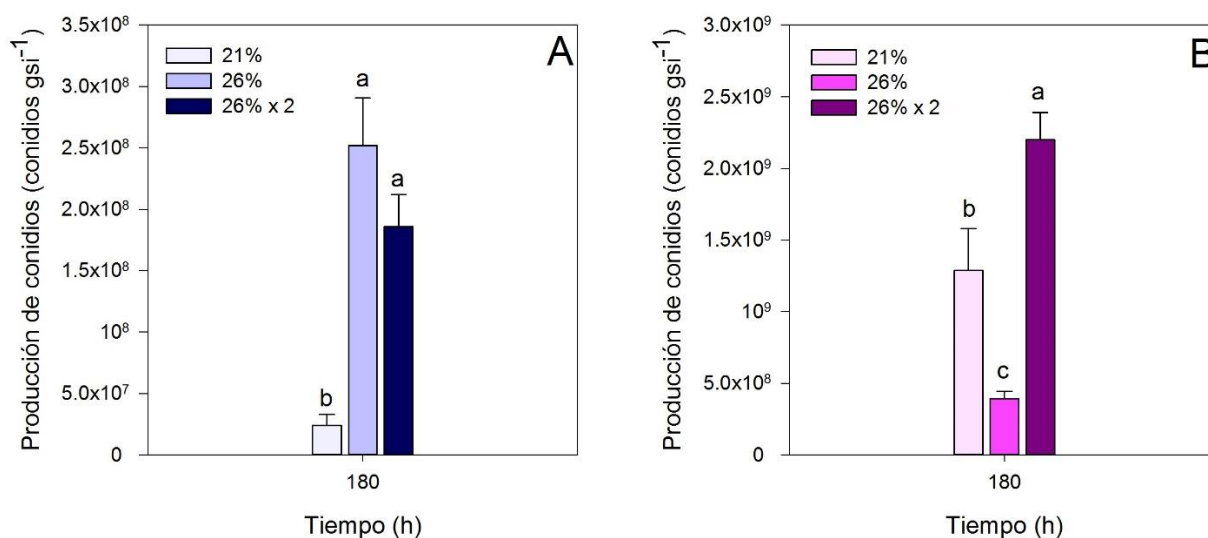 A
Producción de conidios (conidios gsi⁻¹)
3.5x10⁸
3.0x10⁸
2.5x10⁸
2.0x10⁸
1.5x10⁸
10⁸
5.0x10⁷
0
21%
26%
26% x 2
b
a
a
180
Tiempo (h)
B
Producción de conidios (conidios gsi⁻¹)
3.0x10⁹
2.5x10⁹
2.0x10⁹
1.5x10⁹
10⁹
5.0x10⁸
0
21%
26%
26% x 2
b
c
a
180
Tiempo (h)